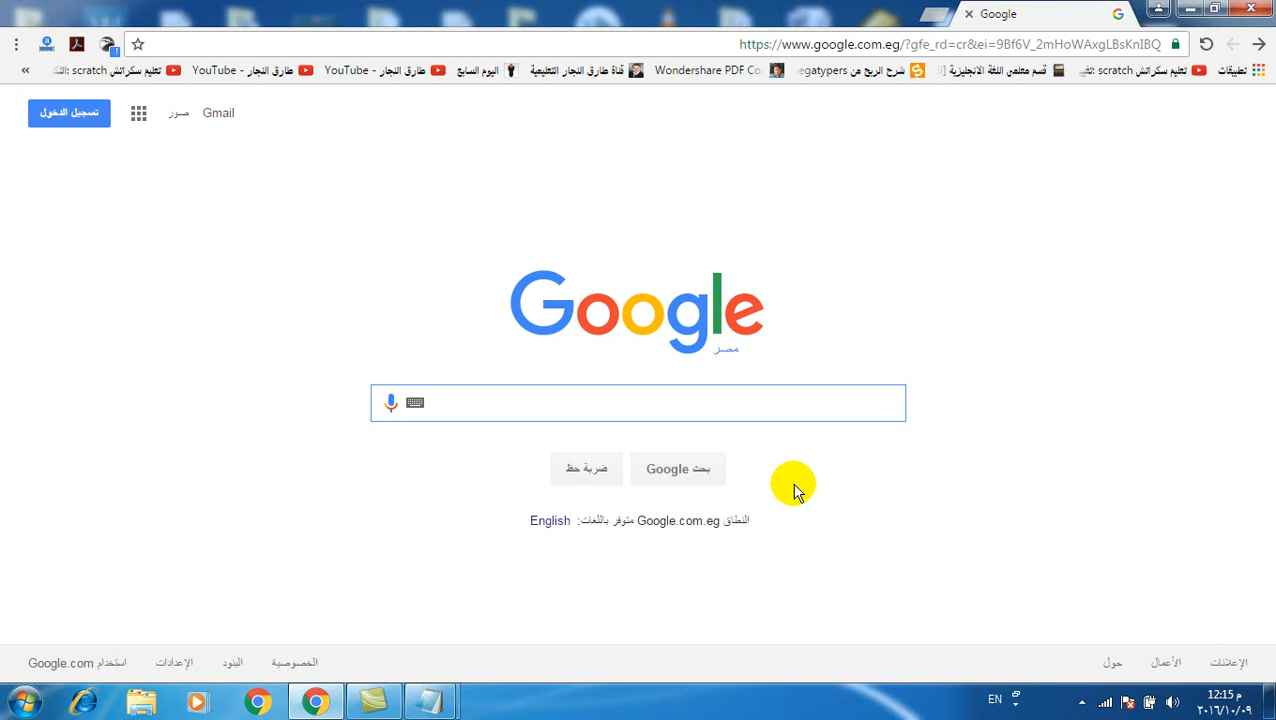 Google
https://www.google.com.eg/?gfe_rd=cr&ei=9Bf6V_2mHoWAxgLBsKnIBQ
تطبيقات
تعليم سكراتش scratch
قسم معلمى اللغة الانجليزية
شرح الربح من egatypers
Wondershare PDF Co
قناة طارق النجار التعليمية
اليوم السابع
طارق النجار - YouTube
طارق النجار - YouTube
تعليم سكراتش scratch
»
تسجيل الدخول
صور
Gmail
Google
مصر
بحث Google
ضربة حظ
النطاق Google.com.eg متوفر باللغات: English
الإعلانات
الأعمال
حول
الخصوصية
البنود
الإعدادات
استخدام Google.com
EN
12:15 م
٢٠١٦/١٠/٠٩